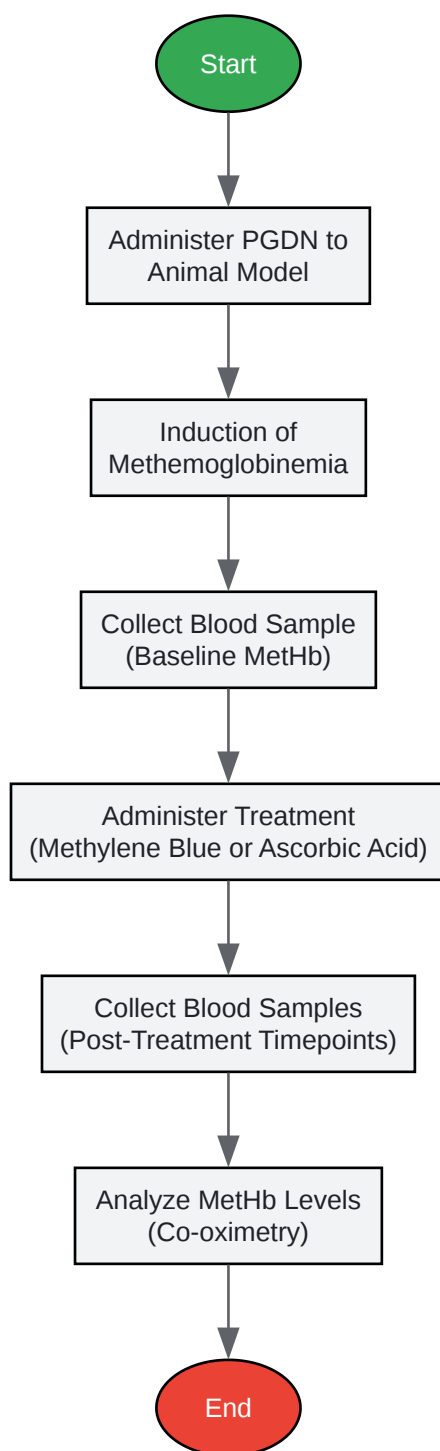 Start
Administer PGDN to
Animal Model
Induction of
Methemoglobinemia
Collect Blood Sample
(Baseline MetHb)
Administer Treatment
(Methylene Blue or Ascorbic Acid)
Collect Blood Samples
(Post-Treatment Timepoints)
Analyze MetHb Levels
(Co-oximetry)
End